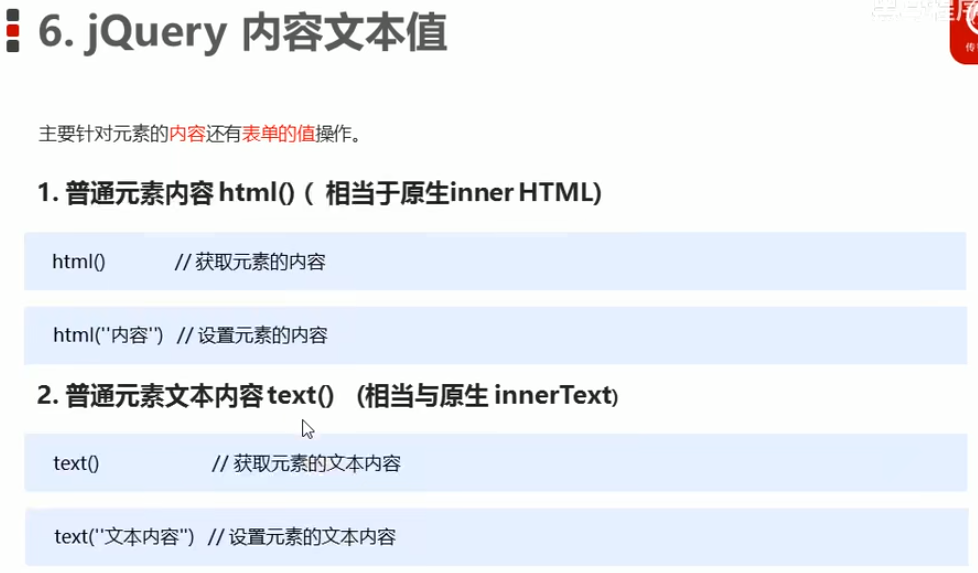 6. jQuery 内容文本值
主要针对元素的内容还有表单的值操作。
1. 普通元素内容 html() ( 相当于原生inner HTML)
html() // 获取元素的内容
html(''内容'') // 设置元素的内容
2. 普通元素文本内容 text() (相当与原生 innerText)
text() // 获取元素的文本内容
text(''文本内容") // 设置元素的文本内容